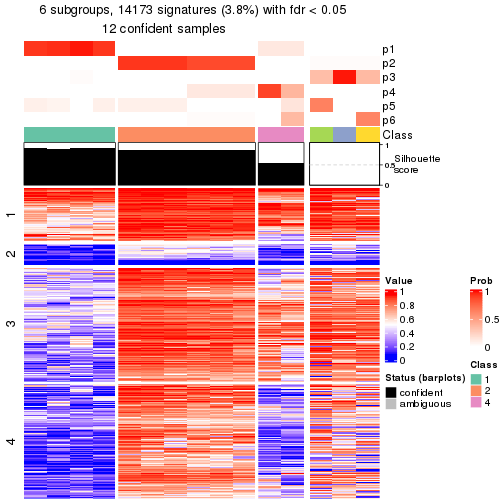 6 subgroups, 14173 signatures (3.8%) with fdr < 0.05
12 confident samples
p1
p2
p3
p4
p5
p6
Class
1
0.5
0
Silhouette
score
1
2
3
4
Value
1
0.8
0.6
0.4
0.2
0
Prob
1
0.5
0
Status (barplots)
confident
ambiguous
Class
1
2
4